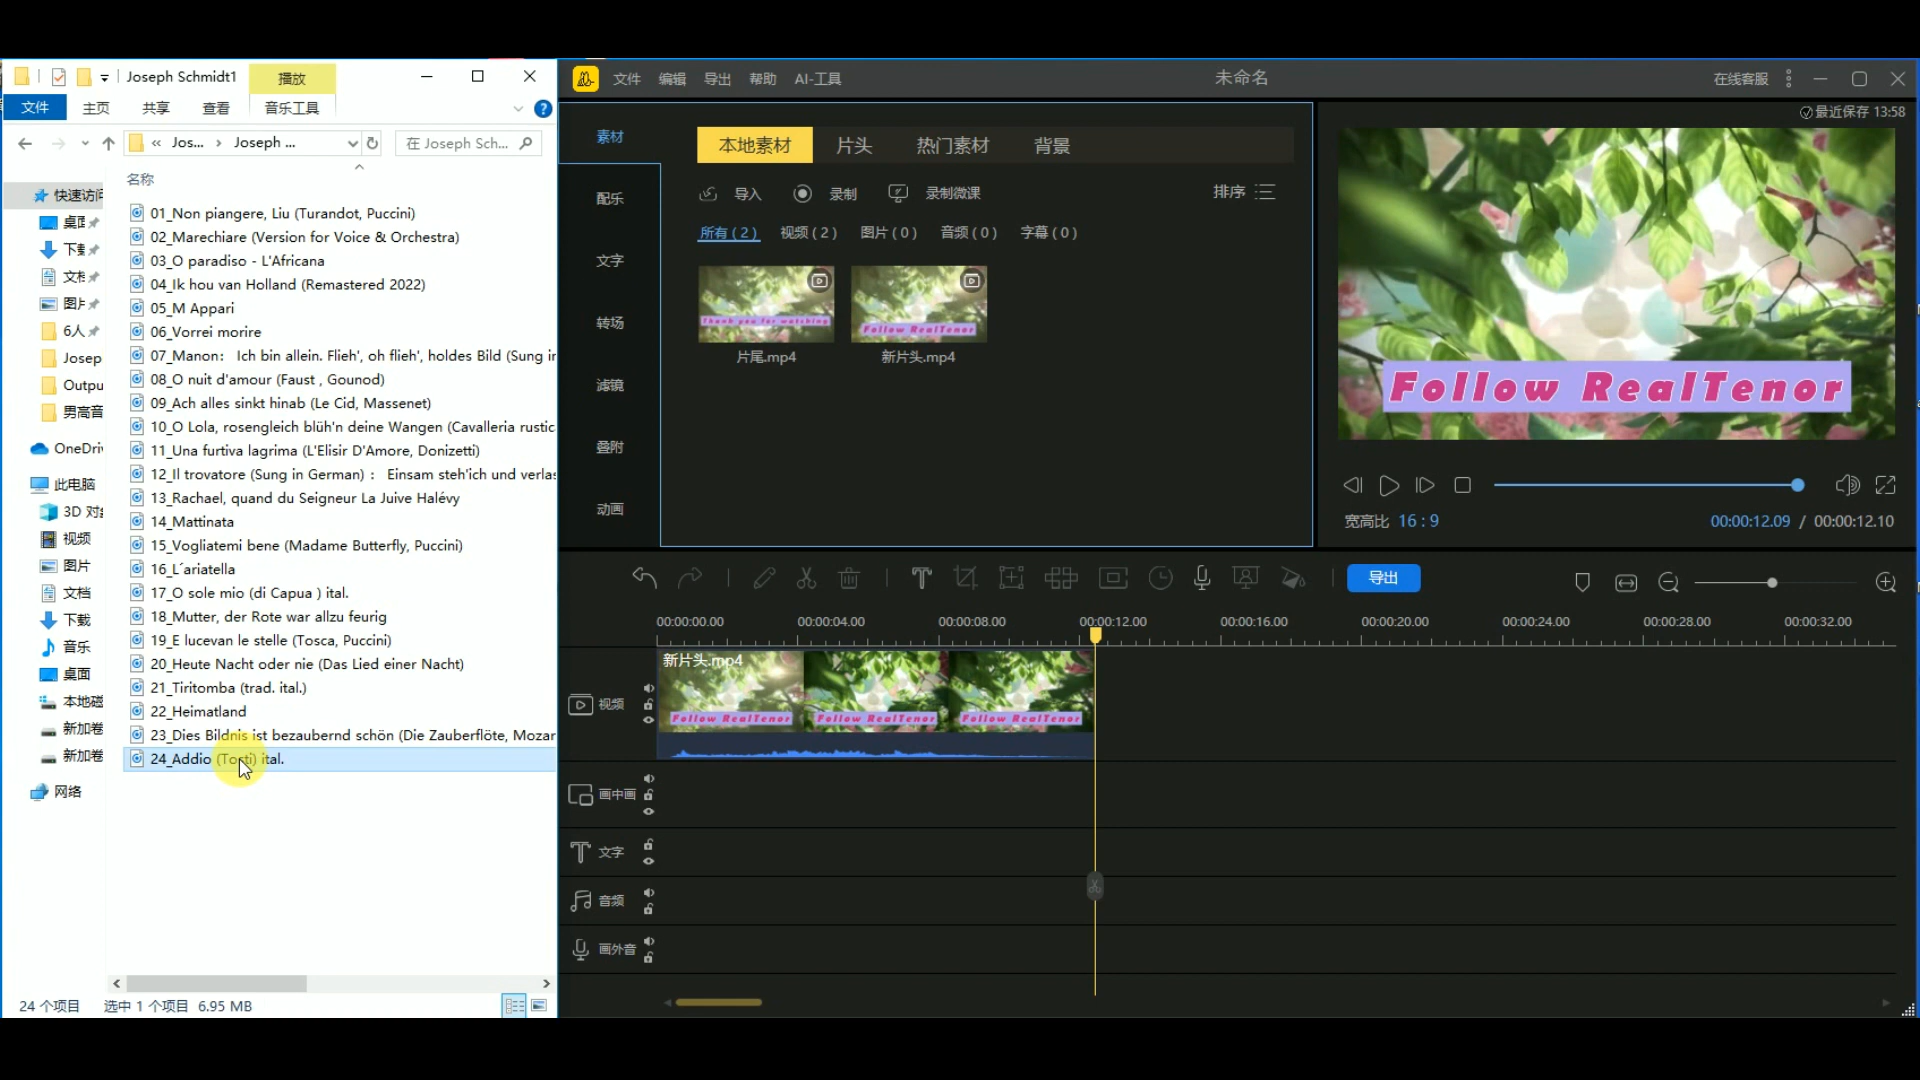 Joseph Schmidt1
播放
文件
主页
共享
查看
音乐工具
« Jos... › Joseph ...
在 Joseph Sch...
名称
快速访问
桌面
下载
文档
图片
6人
Josep
Outpu
男高音
OneDriv
此电脑
3D 对象
视频
图片
文档
下载
音乐
桌面
本地磁
新加卷
新加卷
网络
01_Non piangere, Liu (Turandot, Puccini)
02_Marechiare (Version for Voice & Orchestra)
03_O paradiso - L'Africana
04_Ik hou van Holland (Remastered 2022)
05_M Appari
06_Vorrei morire
07_Manon： Ich bin allein. Flieh', oh flieh', holdes Bild (Sung in
08_O nuit d'amour (Faust , Gounod)
09_Ach alles sinkt hinab (Le Cid, Massenet)
10_O Lola, rosengleich blüh'n deine Wangen (Cavalleria rustic
11_Una furtiva lagrima (L'Elisir D'Amore, Donizetti)
12_Il trovatore (Sung in German)： Einsam steh'ich und verlas
13_Rachael, quand du Seigneur La Juive Halévy
14_Mattinata
15_Vogliatemi bene (Madame Butterfly, Puccini)
16_L´ariatella
17_O sole mio (di Capua ) ital.
18_Mutter, der Rote war allzu feurig
19_E lucevan le stelle (Tosca, Puccini)
20_Heute Nacht oder nie (Das Lied einer Nacht)
21_Tiritomba (trad. ital.)
22_Heimatland
23_Dies Bildnis ist bezaubernd schön (Die Zauberflöte, Mozar
24_Addio (Torti) ital.
24 个项目 选中 1 个项目 6.95 MB
文件 编辑 导出 帮助 AI-工具
未命名
在线客服
最近保存 13:58
素材
配乐
文字
转场
滤镜
叠附
动画
本地素材 片头 热门素材 背景
导入 录制 录制微课
排序
所有 ( 2 ) 视频 ( 2 ) 图片 ( 0 ) 音频 ( 0 ) 字幕 ( 0 )
Thank you for watching
Follow RealTenor
片尾.mp4
新片头.mp4
Follow RealTenor
宽高比 16 : 9
00:00:12.09 / 00:00:12.10
导出
00:00:00.00 00:00:04.00 00:00:08.00 00:00:12.00 00:00:16.00 00:00:20.00 00:00:24.00 00:00:28.00 00:00:32.00
新片头.mp4
Follow RealTenor Follow RealTenor Follow RealTenor
视频
画中画
文字
音频
画外音